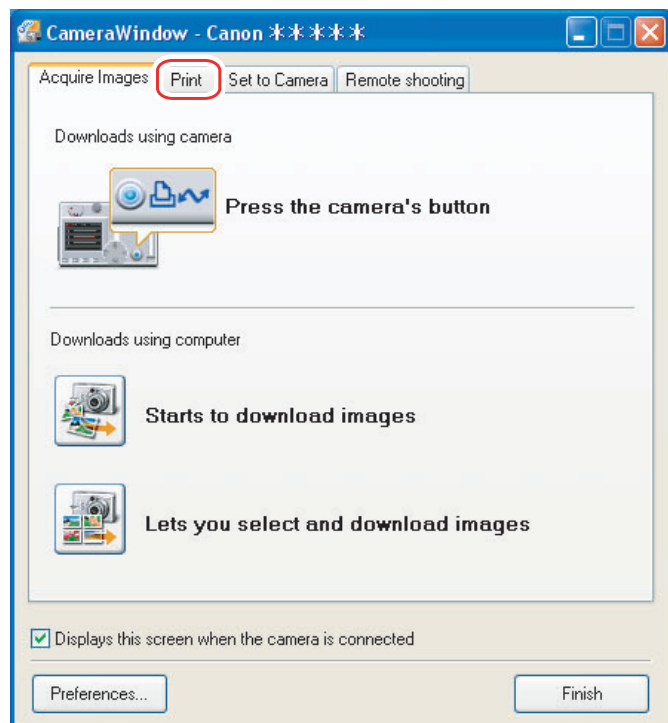 CameraWindow - Canon *****
Acquire Images Print Set to Camera Remote shooting
Downloads using camera
Press the camera's button
Downloads using computer
Starts to download images
Lets you select and download images
Displays this screen when the camera is connected
Preferences... Finish